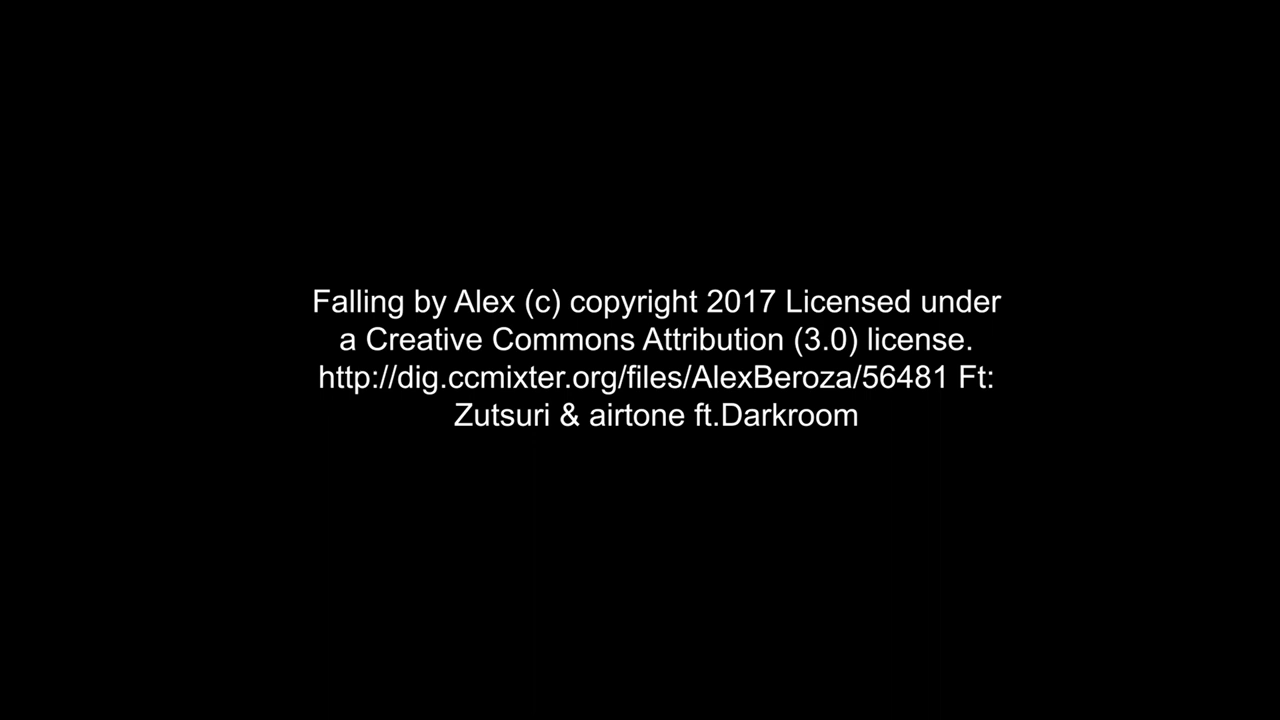 Falling by Alex (c) copyright 2017 Licensed under
a Creative Commons Attribution (3.0) license.
http://dig.ccmixter.org/files/AlexBeroza/56481 Ft:
Zutsuri & airtone ft.Darkroom